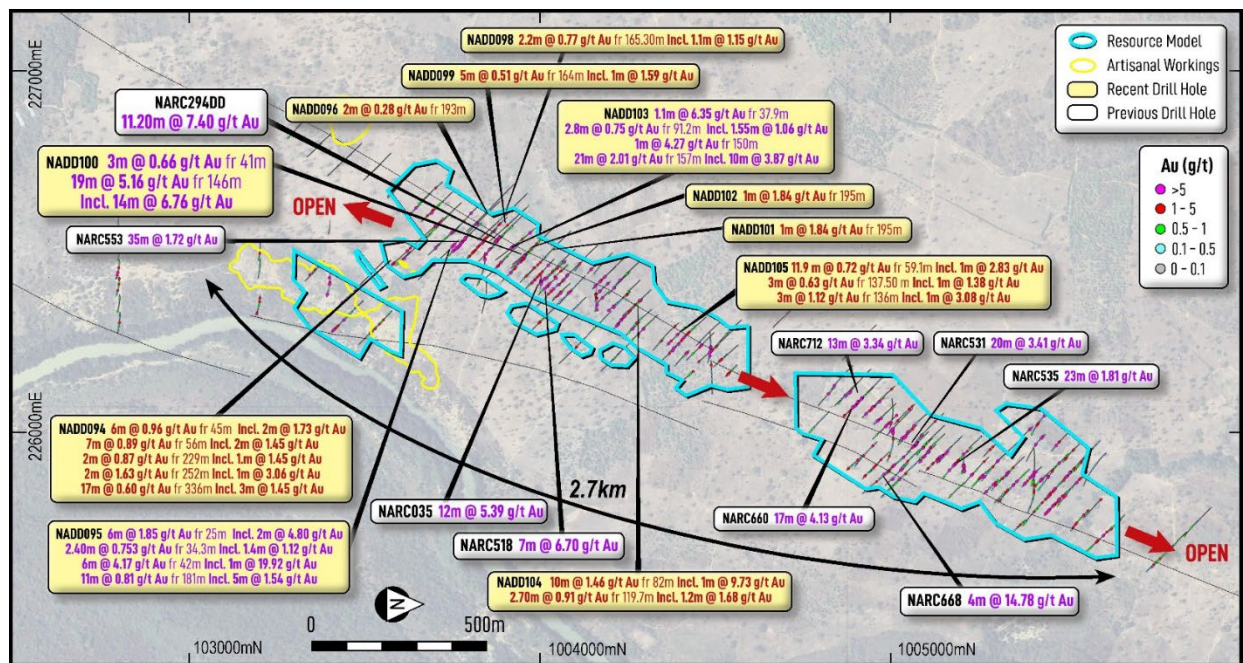 NADD098 2.2m @ 0.77 g/t Au fr 165.30m Incl. 1.1m @ 1.15 g/t Au
NADD099 5m @ 0.51 g/t Au fr 164m Incl. 1m @ 1.59 g/t Au
NADD096 2m @ 0.28 g/t Au fr 193m
NARC294DD
11.20m @ 7.40 g/t Au
NADD103 1.1m @ 6.35 g/t Au fr 37.9m
2.8m @ 0.75 g/t Au fr 91.2m Incl. 1.55m @ 1.06 g/t Au
1m @ 4.27 g/t Au fr 150m
21m @ 2.01 g/t Au fr 157m Incl. 10m @ 3.87 g/t Au
Resource Model
Artisanal Workings
Recent Drill Hole
Previous Drill Hole
Au (g/t)
>5
1 - 5
0.5 - 1
0.1 - 0.5
0 - 0.1
227000mE
NADD100 3m @ 0.66 g/t Au fr 41m
19m @ 5.16 g/t Au fr 146m
Incl. 14m @ 6.76 g/t Au
OPEN
NADD102 1m @ 1.84 g/t Au fr 195m
NADD101 1m @ 1.84 g/t Au fr 195m
NARC553 35m @ 1.72 g/t Au
NADD105 11.9 m @ 0.72 g/t Au fr 59.1m Incl. 1m @ 2.83 g/t Au
3m @ 0.63 g/t Au fr 137.50 m Incl. 1m @ 1.38 g/t Au
3m @ 1.12 g/t Au fr 136m Incl. 1m @ 3.08 g/t Au
NARC712 13m @ 3.34 g/t Au
NARC531 20m @ 3.41 g/t Au
NARC535 23m @ 1.81 g/t Au
226000mE
NADD094 6m @ 0.96 g/t Au fr 45m Incl. 2m @ 1.73 g/t Au
7m @ 0.89 g/t Au fr 56m Incl. 2m @ 1.45 g/t Au
2m @ 0.87 g/t Au fr 229m Incl. 1.m @ 1.45 g/t Au
2m @ 1.63 g/t Au fr 252m Incl. 1m @ 3.06 g/t Au
17m @ 0.60 g/t Au fr 336m Incl. 3m @ 1.45 g/t Au
2.7km
NARC035 12m @ 5.39 g/t Au
NARC518 7m @ 6.70 g/t Au
NARC660 17m @ 4.13 g/t Au
OPEN
NADD095 6m @ 1.85 g/t Au fr 25m Incl. 2m @ 4.80 g/t Au
2.40m @ 0.753 g/t Au fr 34.3m Incl. 1.4m @ 1.12 g/t Au
6m @ 4.17 g/t Au fr 42m Incl. 1m @ 19.92 g/t Au
11m @ 0.81 g/t Au fr 181m Incl. 5m @ 1.54 g/t Au
NADD104 10m @ 1.46 g/t Au fr 82m Incl. 1m @ 9.73 g/t Au
2.70m @ 0.91 g/t Au fr 119.7m Incl. 1.2m @ 1.68 g/t Au
NARC668 4m @ 14.78 g/t Au
N
0 500m
103000mN
1004000mN
1005000mN